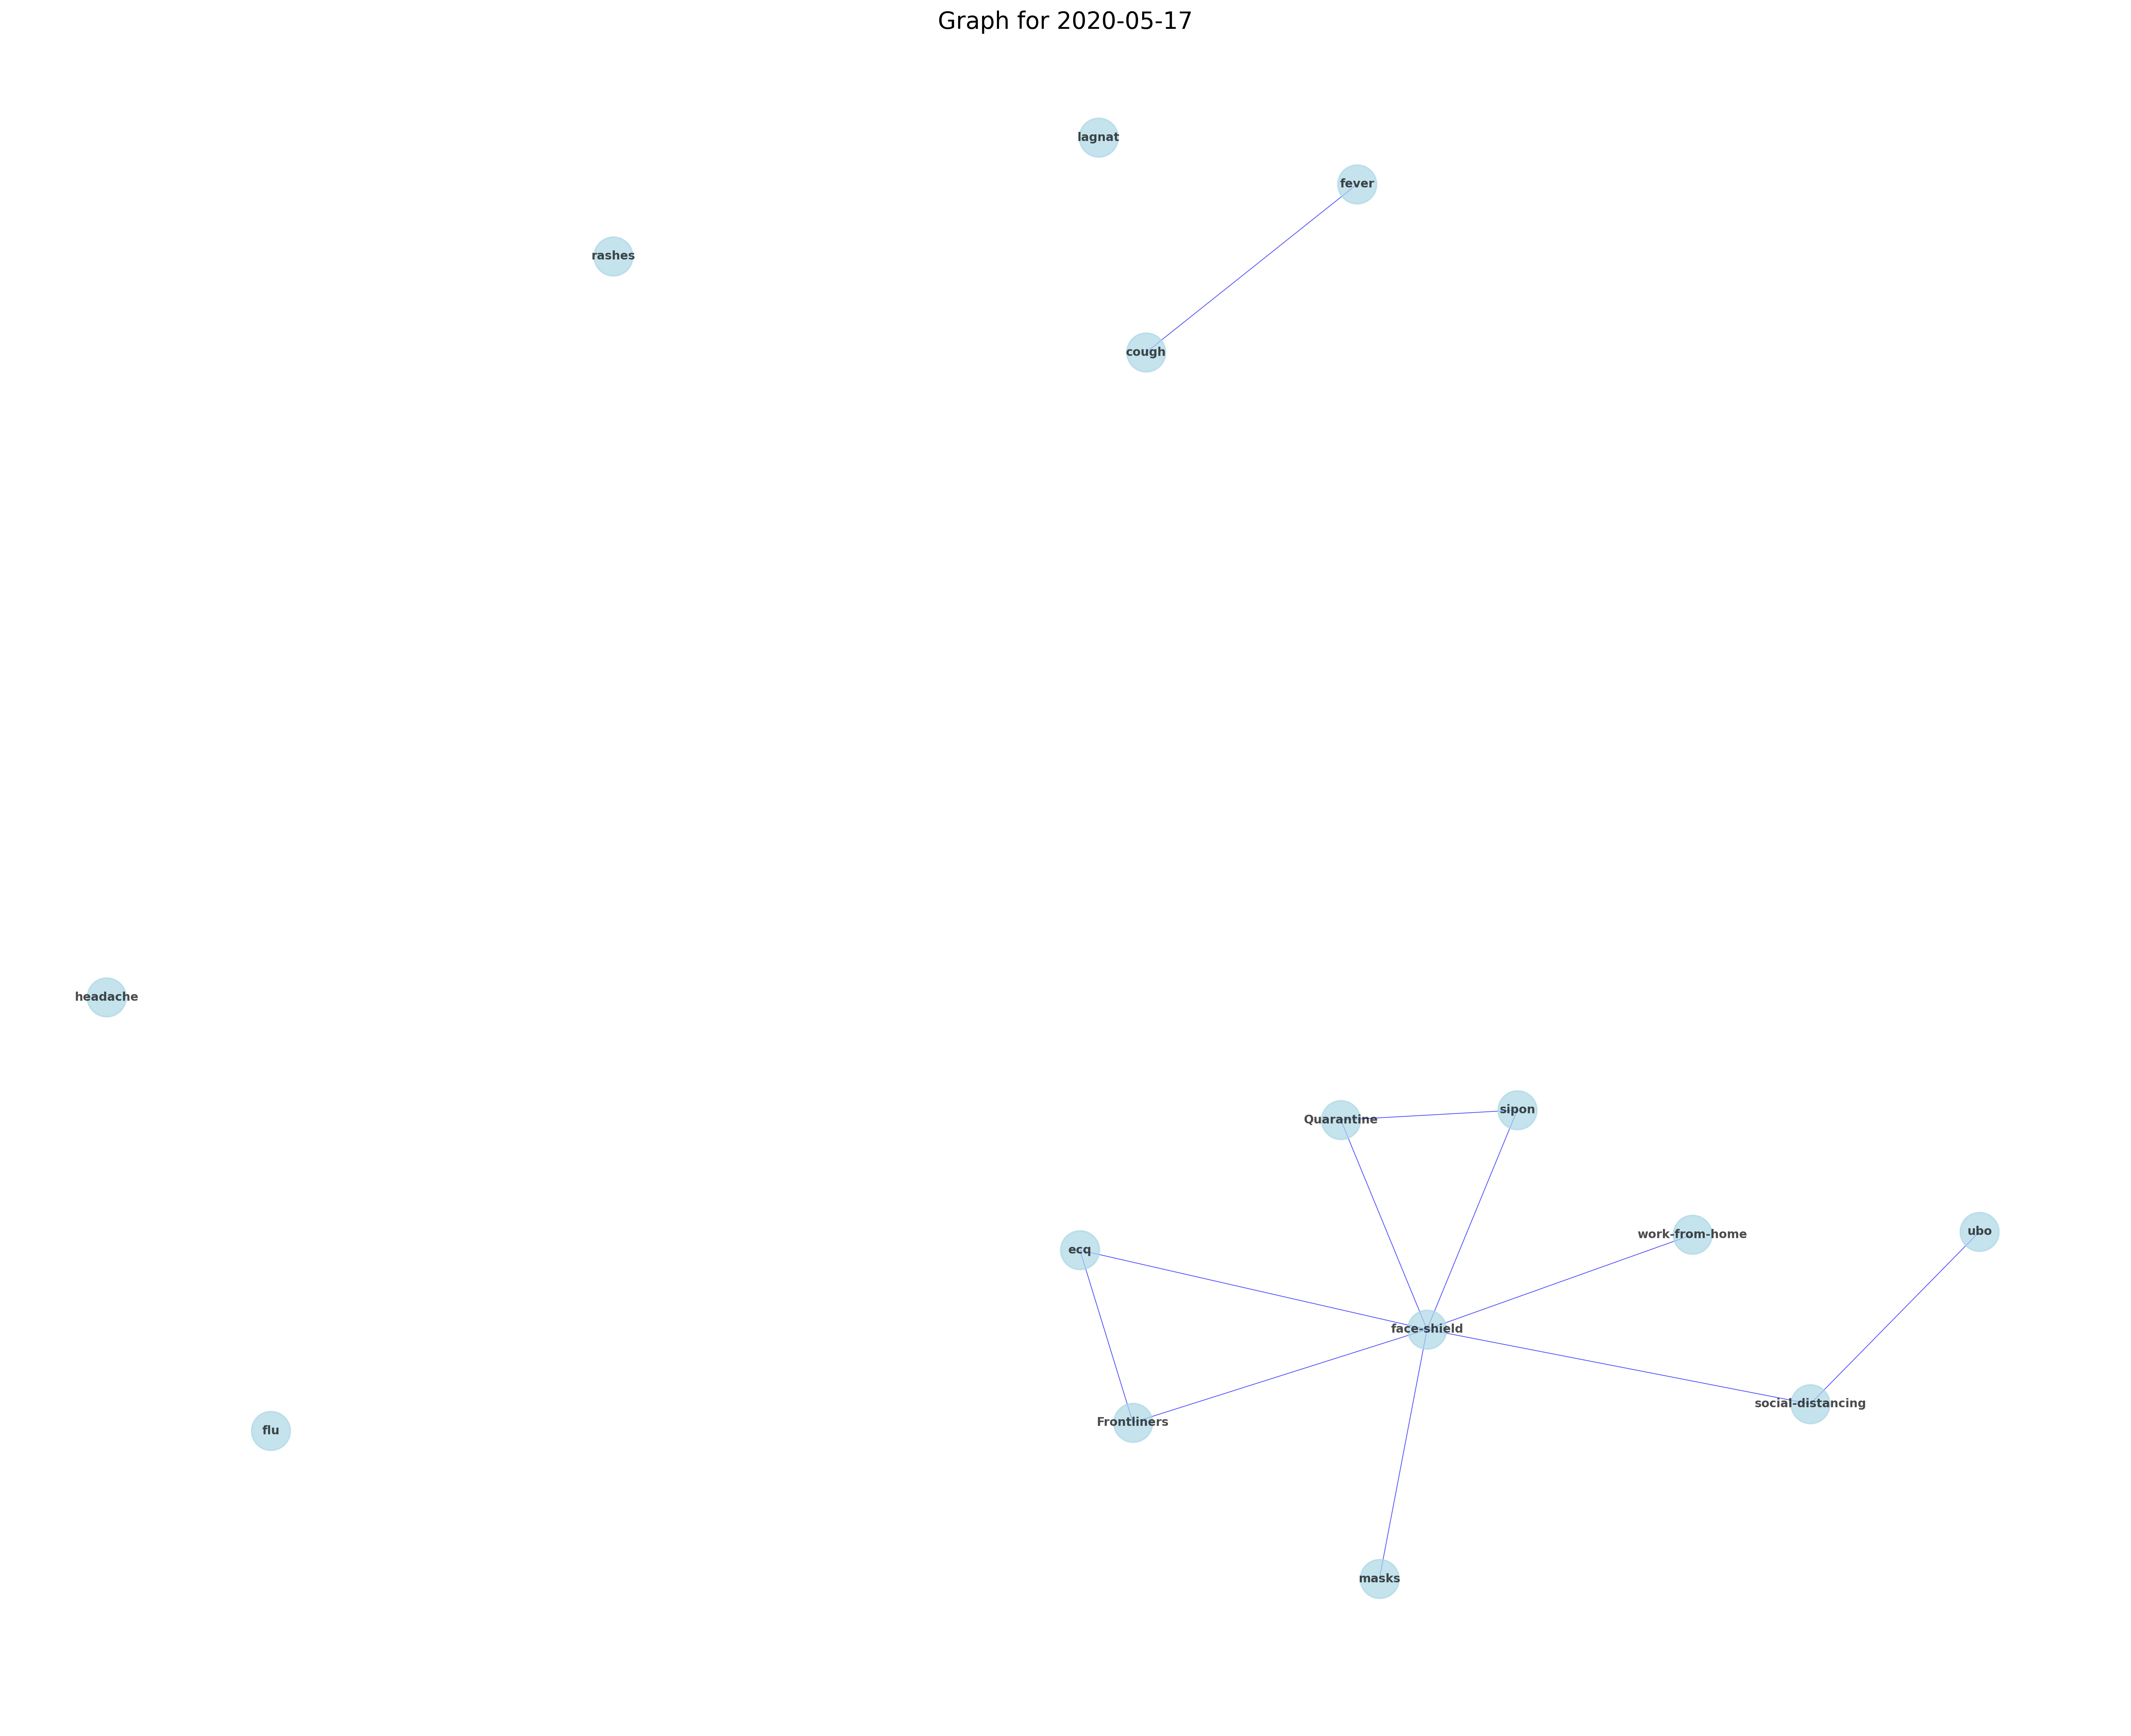 Graph for 2020-05-17
lagnat
fever
rashes
cough
headache
Quarantine
sipon
ecq
work-from-home
ubo
face-shield
social-distancing
Frontliners
flu
masks